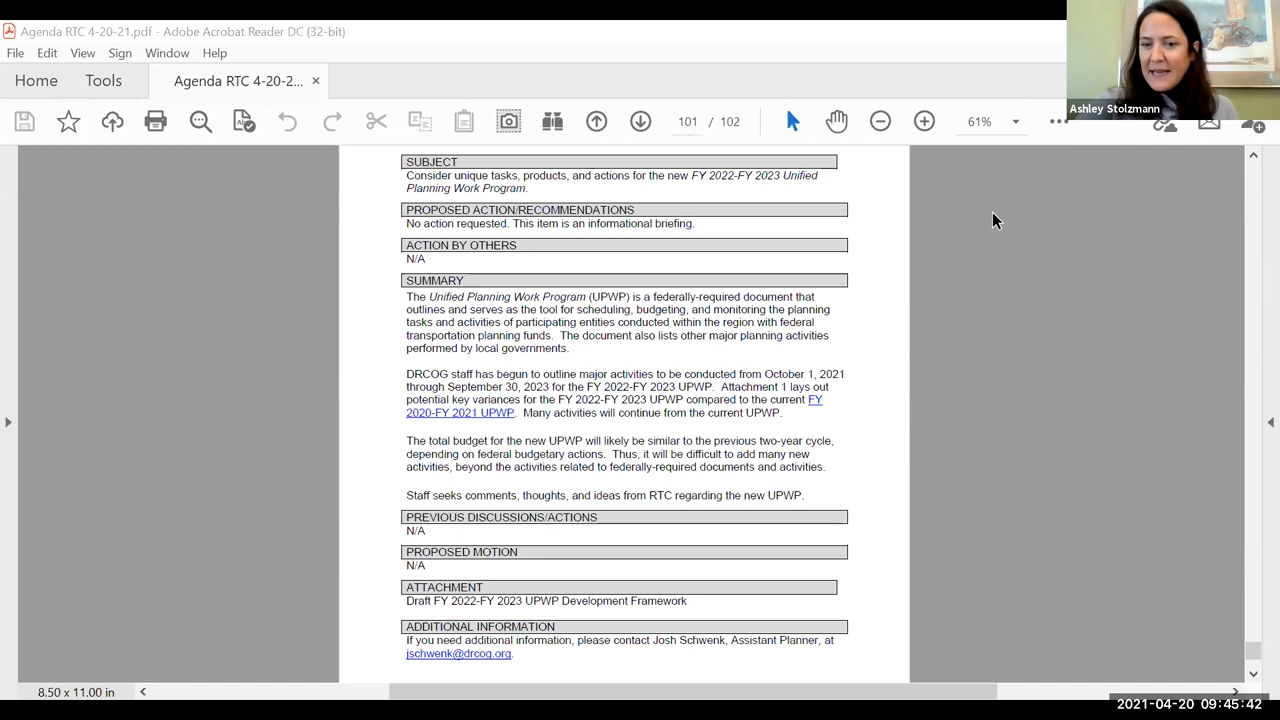 Agenda RTC 4-20-21.pdf - Adobe Acrobat Reader DC (32-bit)
File Edit View Sign Window Help
Home Tools Agenda RTC 4-20-2... ×
101 / 102 61%
Ashley Stolzmann
SUBJECT
Consider unique tasks, products, and actions for the new FY 2022-FY 2023 Unified
Planning Work Program.
PROPOSED ACTION/RECOMMENDATIONS
No action requested. This item is an informational briefing.
ACTION BY OTHERS
N/A
SUMMARY
The Unified Planning Work Program (UPWP) is a federally-required document that
outlines and serves as the tool for scheduling, budgeting, and monitoring the planning
tasks and activities of participating entities conducted within the region with federal
transportation planning funds. The document also lists other major planning activities
performed by local governments.
DRCOG staff has begun to outline major activities to be conducted from October 1, 2021
through September 30, 2023 for the FY 2022-FY 2023 UPWP. Attachment 1 lays out
potential key variances for the FY 2022-FY 2023 UPWP compared to the current FY
2020-FY 2021 UPWP. Many activities will continue from the current UPWP.
The total budget for the new UPWP will likely be similar to the previous two-year cycle,
depending on federal budgetary actions. Thus, it will be difficult to add many new
activities, beyond the activities related to federally-required documents and activities.
Staff seeks comments, thoughts, and ideas from RTC regarding the new UPWP.
PREVIOUS DISCUSSIONS/ACTIONS
N/A
PROPOSED MOTION
N/A
ATTACHMENT
Draft FY 2022-FY 2023 UPWP Development Framework
ADDITIONAL INFORMATION
If you need additional information, please contact Josh Schwenk, Assistant Planner, at
jschwenk@drcog.org.
8.50 x 11.00 in
2021-04-20 09:45:42